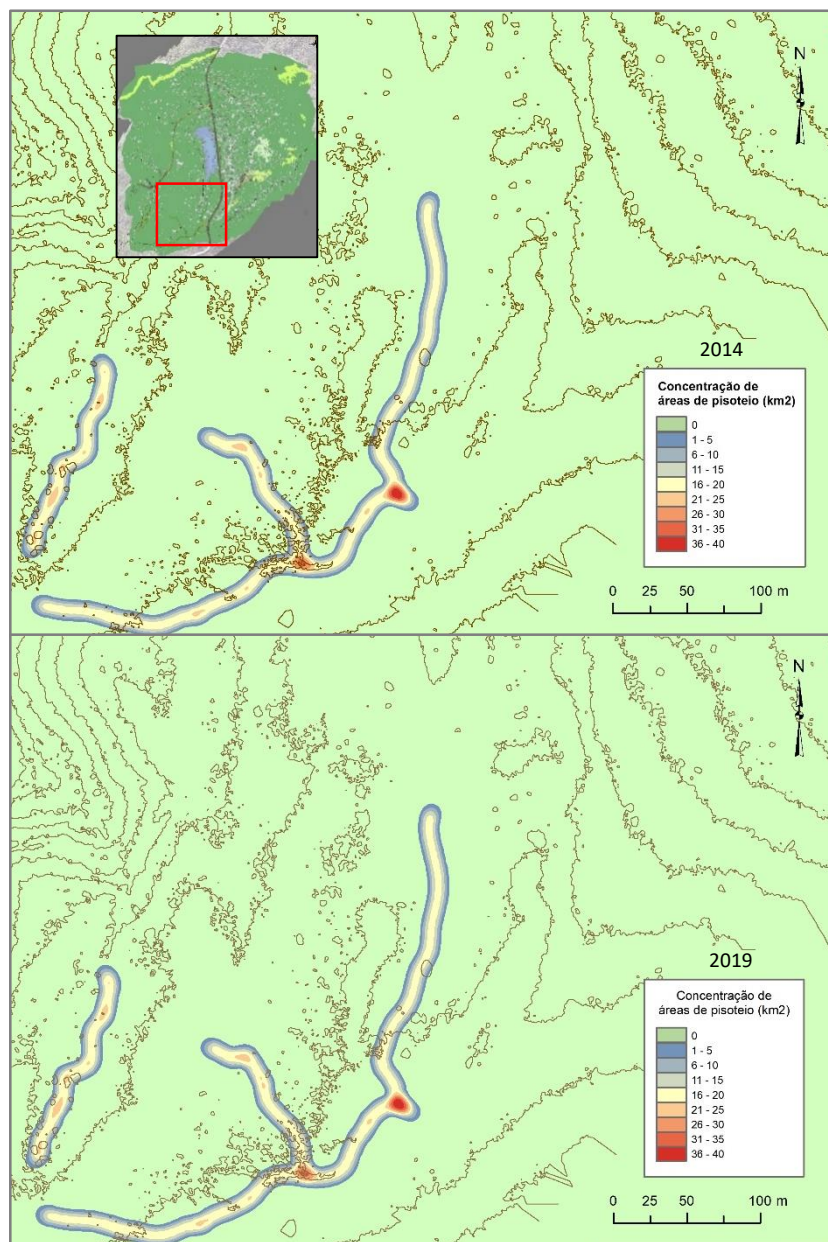 N
2014
Concentração de
áreas de pisoteio (km2)
0
1 - 5
6 - 10
11 - 15
16 - 20
21 - 25
26 - 30
31 - 35
36 - 40
0 25 50 100 m
N
2019
Concentração de
áreas de pisoteio (km2)
0
1 - 5
6 - 10
11 - 15
16 - 20
21 - 25
26 - 30
31 - 35
36 - 40
0 25 50 100 m